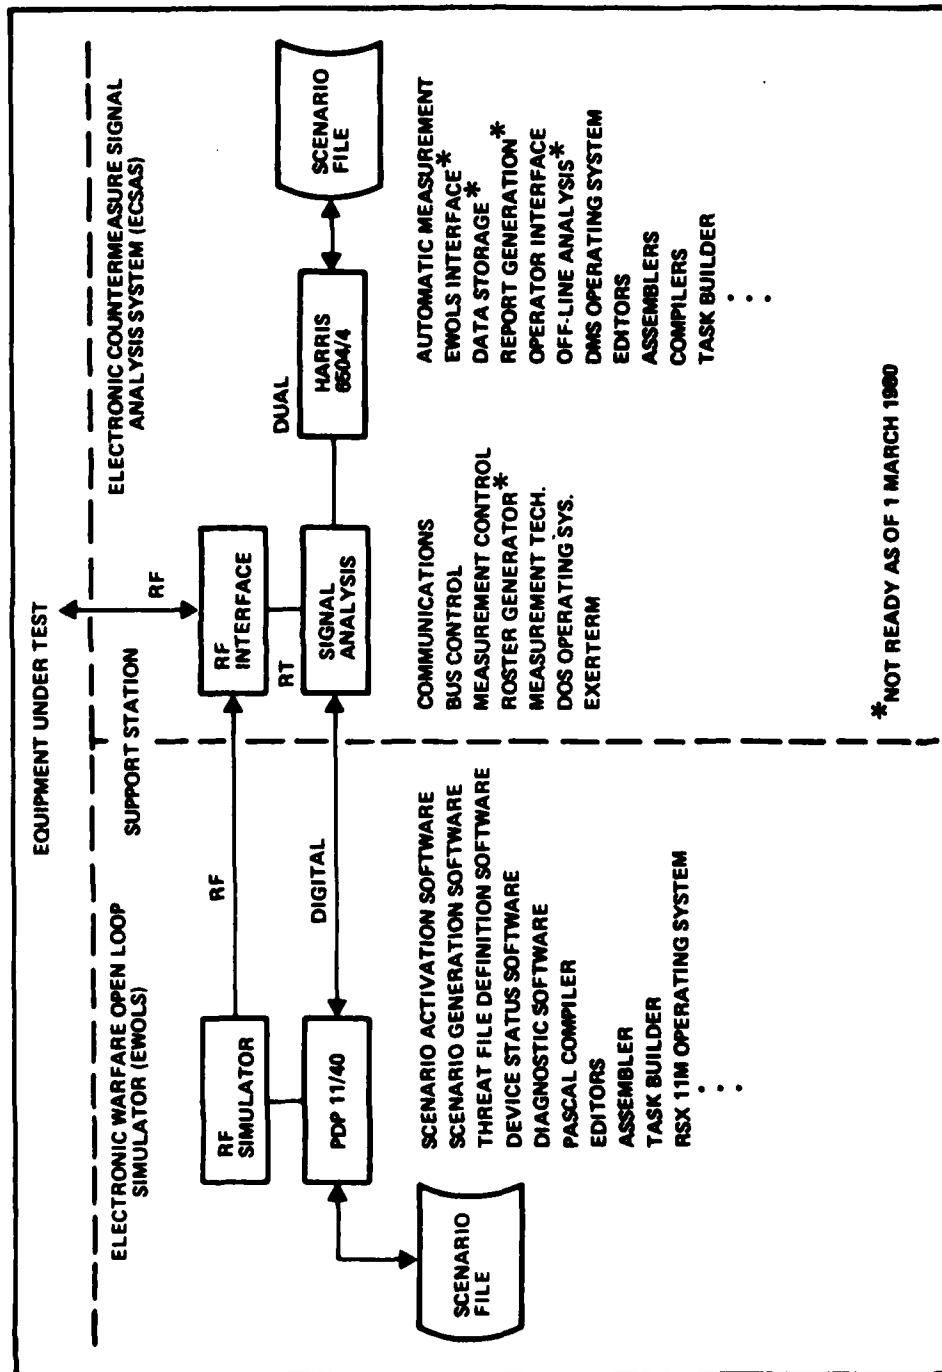 EQUIPMENT UNDER TEST
SUPPORT STATION
RF
ELECTRONIC WARFARE OPEN LOOP
SIMULATOR (EWOLS)
ELECTRONIC COUNTERMEASURE SIGNAL
ANALYSIS SYSTEM (ECSAS)
RF
SIMULATOR
RF
RF
INTERFACE
RT
DUAL
PDP 11/40
DIGITAL
SIGNAL
ANALYSIS
HARRIS
6504/4
SCENARIO
FILE
SCENARIO
FILE
SCENARIO ACTIVATION SOFTWARE
SCENARIO GENERATION SOFTWARE
THREAT FILE DEFINITION SOFTWARE
DEVICE STATUS SOFTWARE
DIAGNOSTIC SOFTWARE
PASCAL COMPILER
EDITORS
ASSEMBLER
TASK BUILDER
RSX 11M OPERATING SYSTEM
. . .
COMMUNICATIONS
BUS CONTROL
MEASUREMENT CONTROL
ROSTER GENERATOR*
MEASUREMENT TECH.
DOS OPERATING SYS.
EXERTERM
AUTOMATIC MEASUREMENT
EWOLS INTERFACE*
DATA STORAGE*
REPORT GENERATION*
OPERATOR INTERFACE
OFF-LINE ANALYSIS*
DMS OPERATING SYSTEM
EDITORS
ASSEMBLERS
COMPILERS
TASK BUILDER
. . .
*NOT READY AS OF 1 MARCH 1980